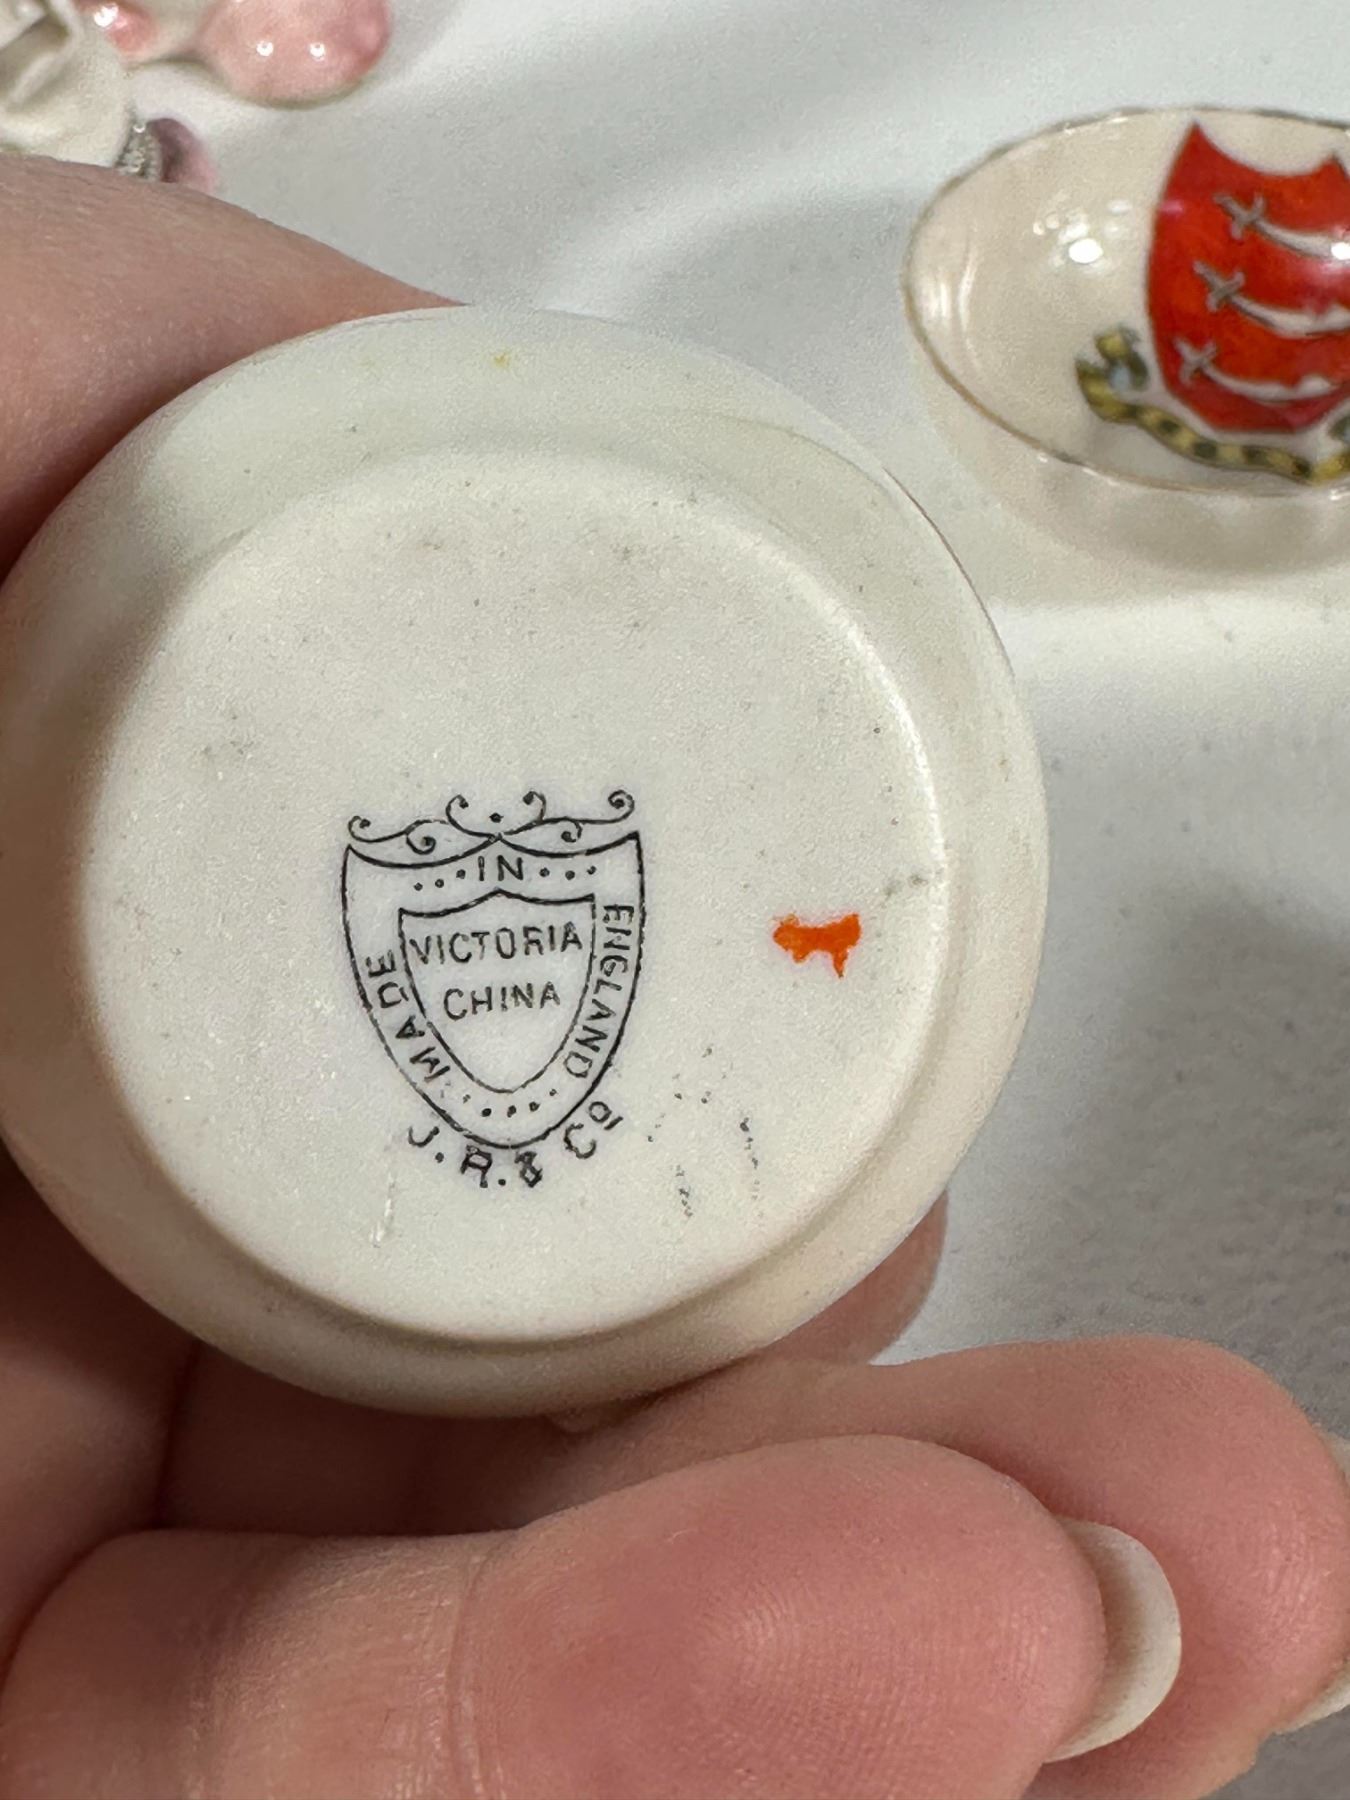 MADE IN ENGLAND
VICTORIA
CHINA
J. R. & Co